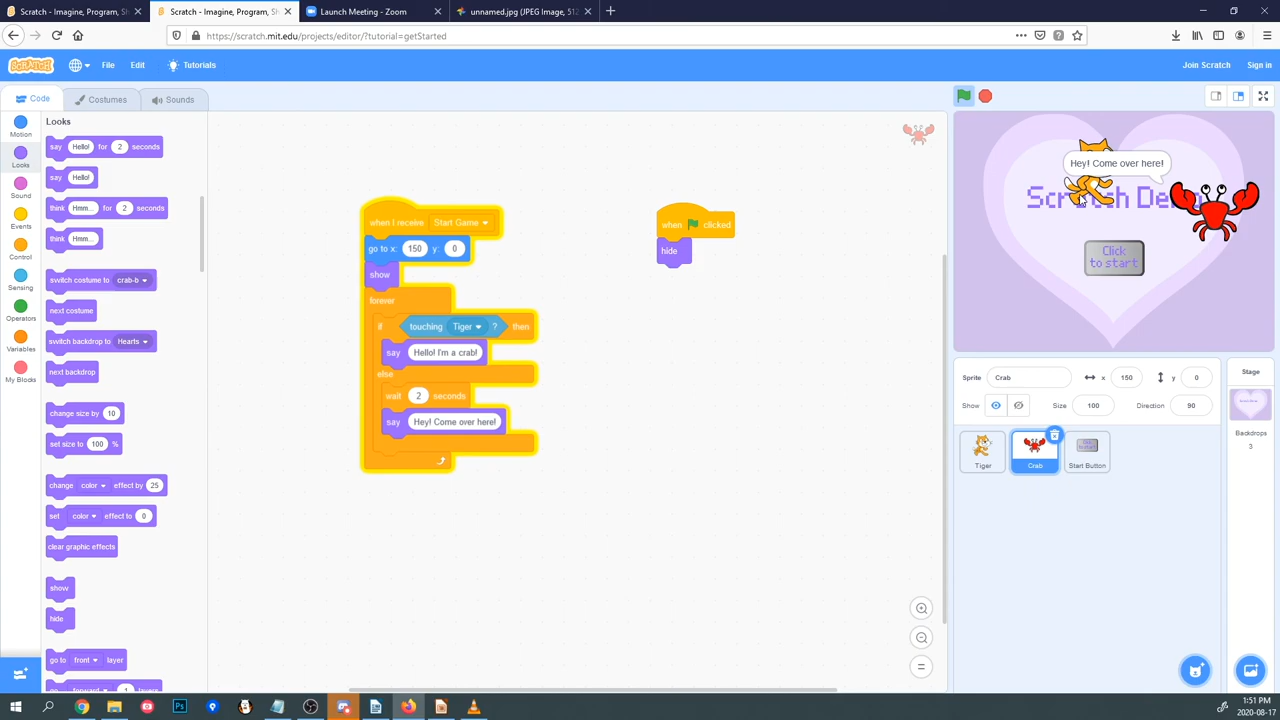 Scratch - Imagine, Program, Sh
Scratch - Imagine, Program, Sh
Launch Meeting - Zoom
unnamed.jpg (JPEG Image, 512
https://scratch.mit.edu/projects/editor/?tutorial=getStarted
SCRATCH
File
Edit
Tutorials
Join Scratch
Sign in
Code
Costumes
Sounds
Motion
Looks
Sound
Events
Control
Sensing
Operators
Variables
My Blocks
Looks
say Hello! for 2 seconds
say Hello!
think Hmm... for 2 seconds
think Hmm...
switch costume to crab-b
next costume
switch backdrop to Hearts
next backdrop
change size by 10
set size to 100 %
change color effect by 25
set color effect to 0
clear graphic effects
show
hide
go to front layer
when I receive Start Game
go to x: 150 y: 0
show
forever
if touching Tiger ? then
say Hello! I'm a crab!
else
wait 2 seconds
say Hey! Come over here!
when clicked
hide
Hey! Come over here!
Click
to start
Sprite Crab x 150 y 0
Show Size 100 Direction 90
Tiger
Crab
Start Button
Stage
Backdrops
3
1:51 PM
2020-08-17